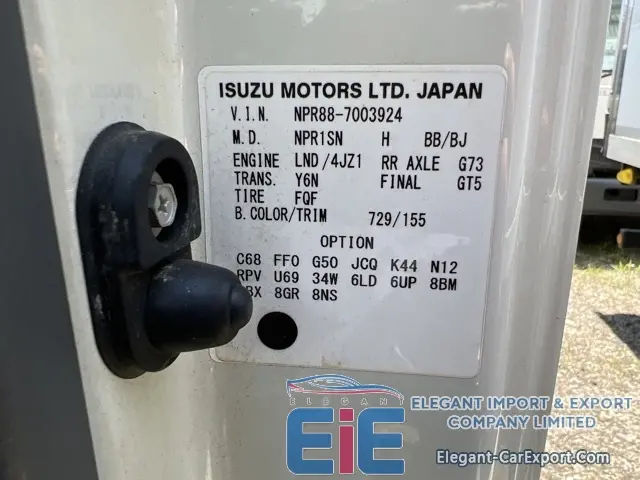 ISUZU MOTORS LTD. JAPAN
V.I.N. NPR88-7003924
M.D. NPR1SN H BB/BJ
ENGINE LND/4JZ1 RR AXLE G73
TRANS. Y6N FINAL GT5
TIRE FQF
B.COLOR/TRIM 729/155
OPTION
C68 FF0 G50 JCQ K44 N12
RPV U69 34W 6LD 6UP 8BM
8GR 8NS
ELEGANT
EiE
ELEGANT IMPORT & EXPORT
COMPANY LIMITED
Elegant-CarExport.Com